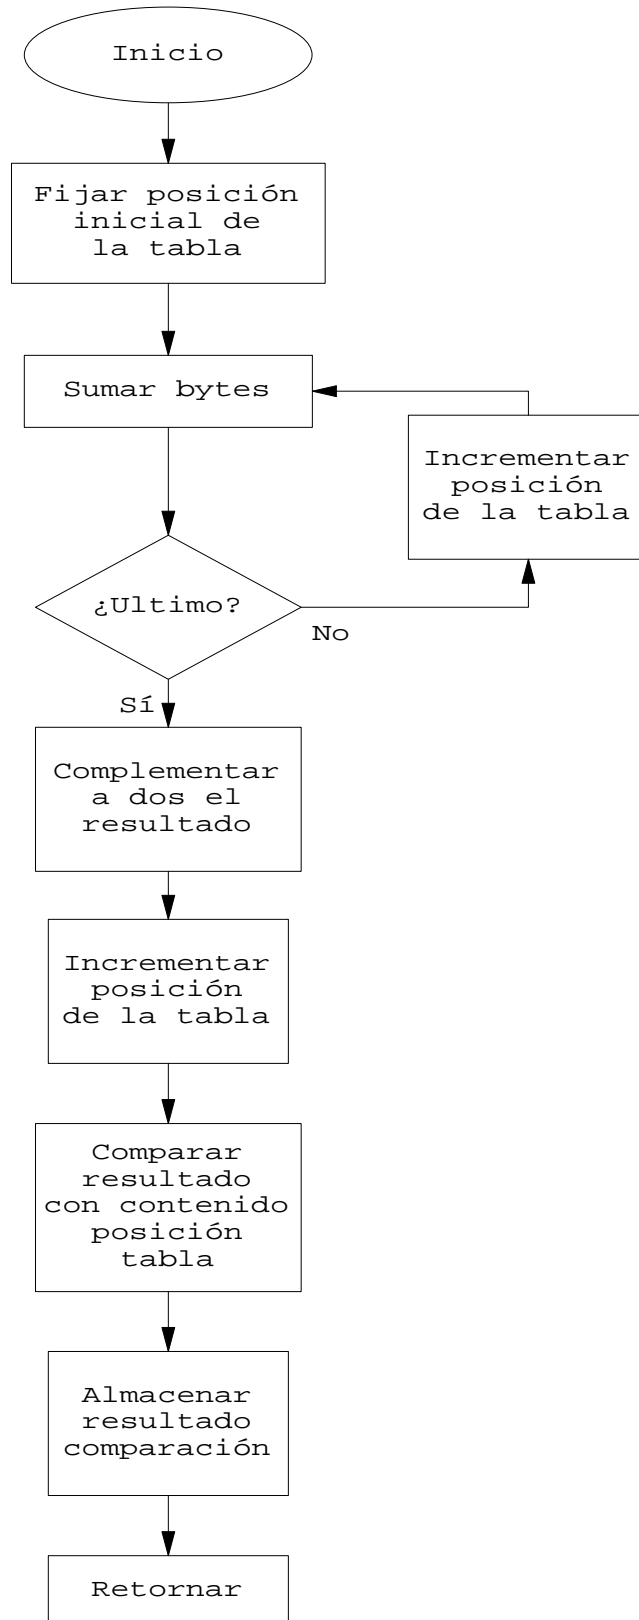 Inicio
Fijar posición
inicial de
la tabla
Sumar bytes
Incrementar
posición
de la tabla
¿Ultimo?
No
Sí
Complementar
a dos el
resultado
Incrementar
posición
de la tabla
Comparar
resultado
con contenido
posición
tabla
Almacenar
resultado
comparación
Retornar